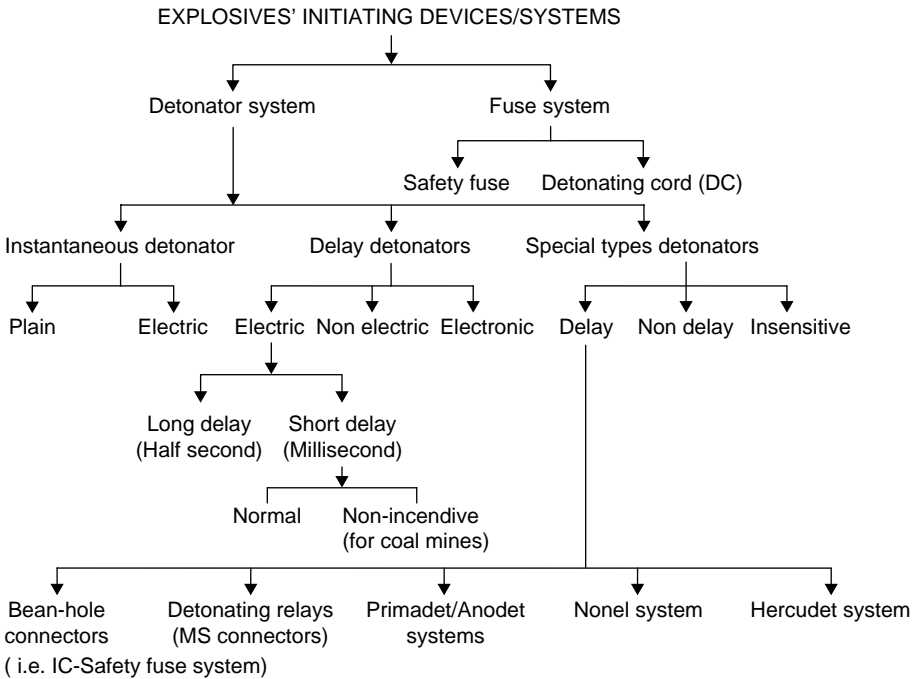 EXPLOSIVES’ INITIATING DEVICES/SYSTEMS
Detonator system
Fuse system
Safety fuse
Detonating cord (DC)
Instantaneous detonator
Delay detonators
Special types detonators
Plain
Electric
Electric
Non electric
Electronic
Delay
Non delay
Insensitive
Long delay
(Half second)
Short delay
(Millisecond)
Normal
Non-incendive
(for coal mines)
Bean-hole
connectors
( i.e. IC-Safety fuse system)
Detonating relays
(MS connectors)
Primadet/Anodet
systems
Nonel system
Hercudet system